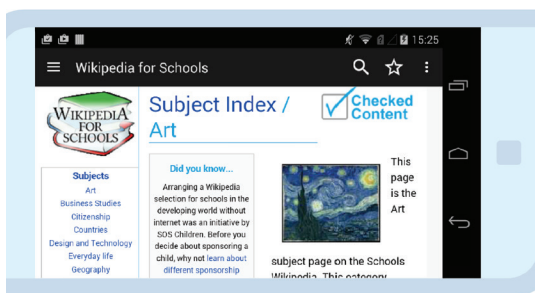 15:25
Wikipedia for Schools
WIKIPEDIA
FOR
SCHOOLS
Subjects
Art
Business Studies
Citizenship
Countries
Design and Technology
Everyday life
Geography
Subject Index /
Art
Checked
Content
Did you know...
Arranging a Wikipedia
selection for schools in the
developing world without
internet was an initiative by
SOS Children. Before you
decide about sponsoring a
child, why not learn about
different sponsorship
This
page
is the
Art
subject page on the Schools
Wikipedia. This category